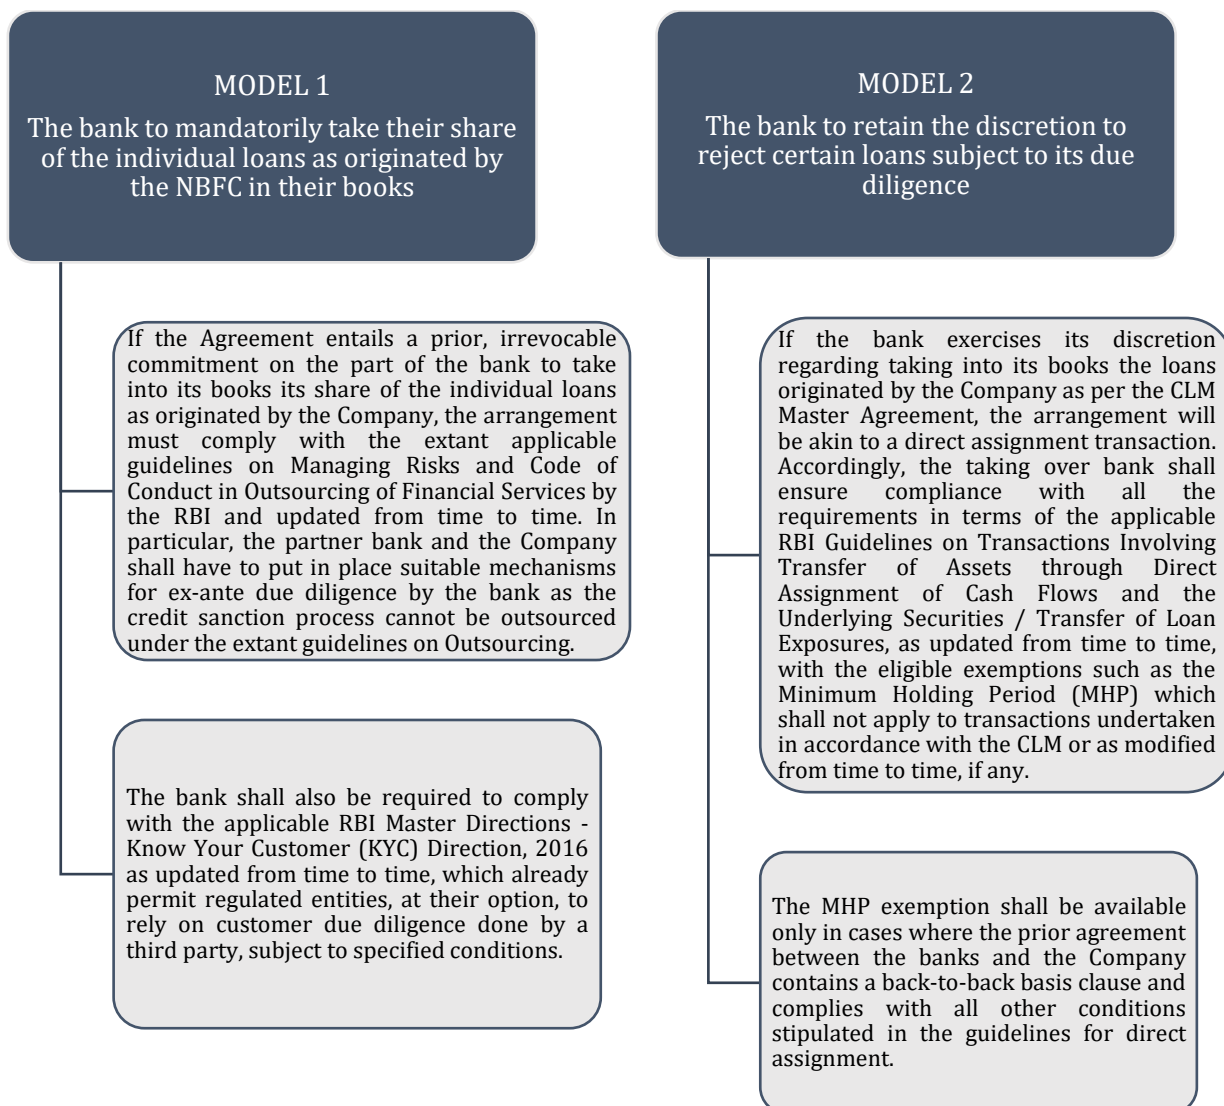 MODEL 1
The bank to mandatorily take their share
of the individual loans as originated by
the NBFC in their books
If the Agreement entails a prior, irrevocable
commitment on the part of the bank to take
into its books its share of the individual loans
as originated by the Company, the arrangement
must comply with the extant applicable
guidelines on Managing Risks and Code of
Conduct in Outsourcing of Financial Services by
the RBI and updated from time to time. In
particular, the partner bank and the Company
shall have to put in place suitable mechanisms
for ex-ante due diligence by the bank as the
credit sanction process cannot be outsourced
under the extant guidelines on Outsourcing.
The bank shall also be required to comply
with the applicable RBI Master Directions -
Know Your Customer (KYC) Direction, 2016
as updated from time to time, which already
permit regulated entities, at their option, to
rely on customer due diligence done by a
third party, subject to specified conditions.
MODEL 2
The bank to retain the discretion to
reject certain loans subject to its due
diligence
If the bank exercises its discretion
regarding taking into its books the loans
originated by the Company as per the CLM
Master Agreement, the arrangement will
be akin to a direct assignment transaction.
Accordingly, the taking over bank shall
ensure compliance with all the
requirements in terms of the applicable
RBI Guidelines on Transactions Involving
Transfer of Assets through Direct
Assignment of Cash Flows and the
Underlying Securities / Transfer of Loan
Exposures, as updated from time to time,
with the eligible exemptions such as the
Minimum Holding Period (MHP) which
shall not apply to transactions undertaken
in accordance with the CLM or as modified
from time to time, if any.
The MHP exemption shall be available
only in cases where the prior agreement
between the banks and the Company
contains a back-to-back basis clause and
complies with all other conditions
stipulated in the guidelines for direct
assignment.